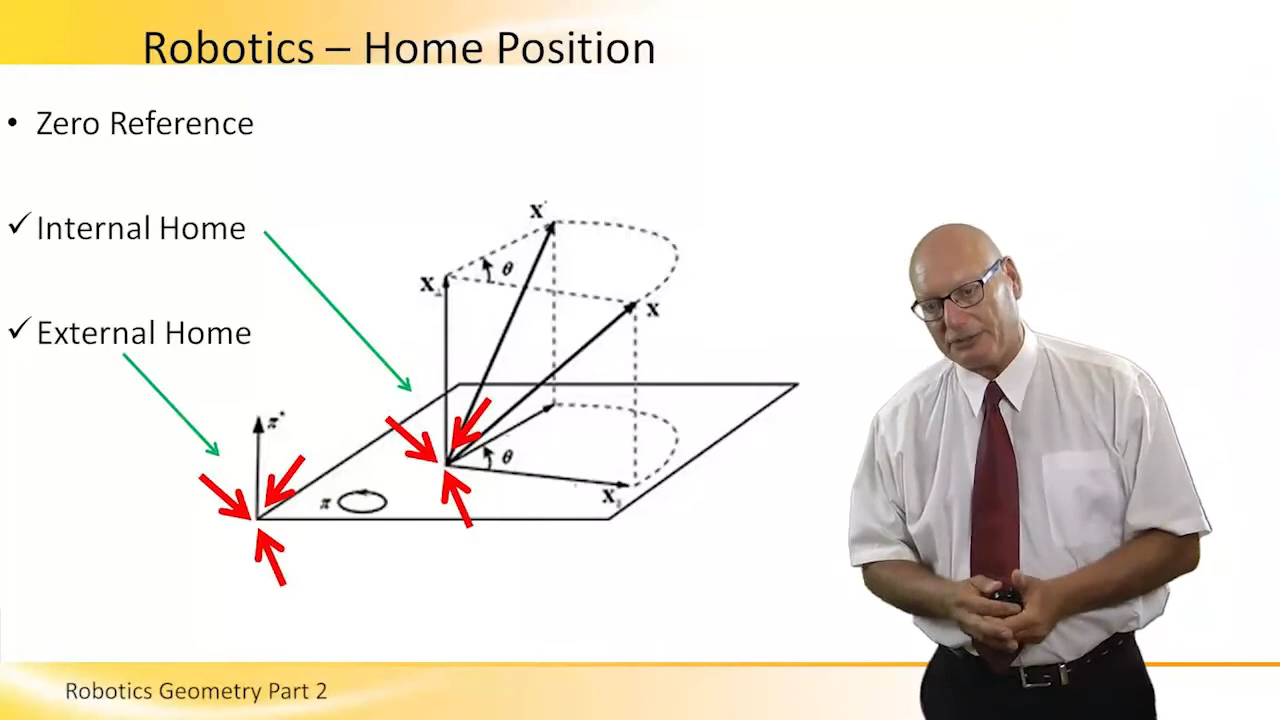 Robotics – Home Position
• Zero Reference
✓ Internal Home
✓ External Home
X'
θ
X⊥
X
π*
θ
π
X∥
Robotics Geometry Part 2